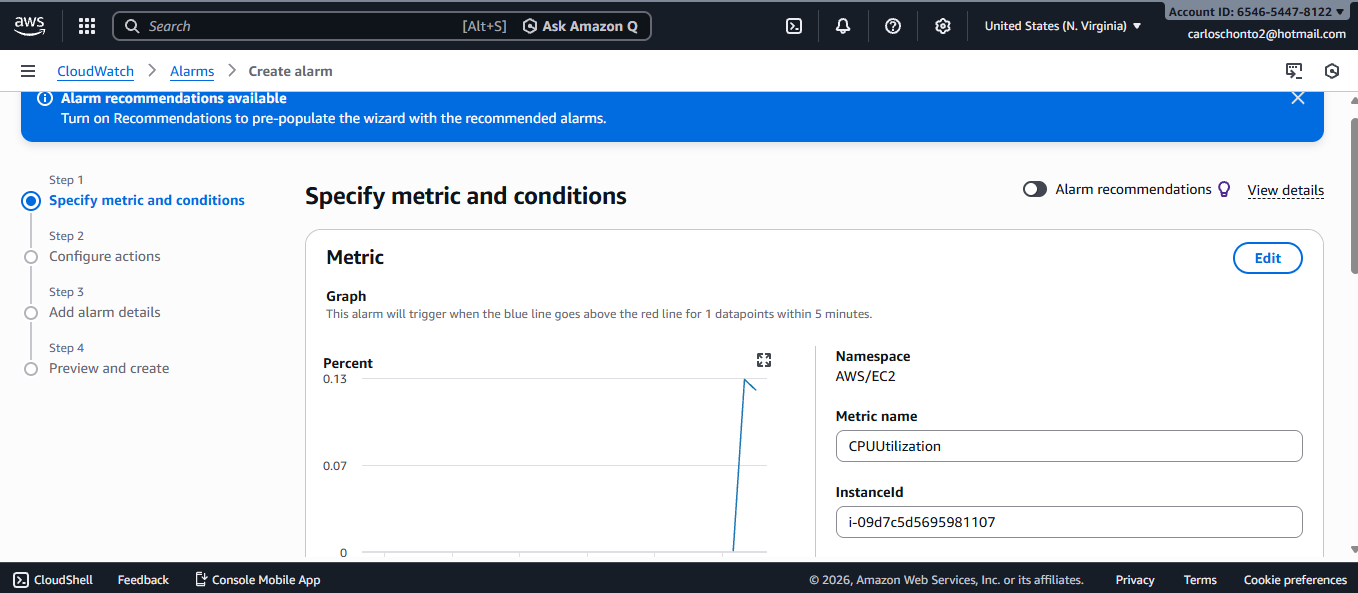 aws
Search [Alt+S] Ask Amazon Q
United States (N. Virginia)
Account ID: 6546-5447-8122
carloschonto2@hotmail.com
CloudWatch > Alarms > Create alarm
Alarm recommendations available
Turn on Recommendations to pre-populate the wizard with the recommended alarms.
Step 1
Specify metric and conditions
Step 2
Configure actions
Step 3
Add alarm details
Step 4
Preview and create
Specify metric and conditions
Alarm recommendations
View details
Metric
Edit
Graph
This alarm will trigger when the blue line goes above the red line for 1 datapoints within 5 minutes.
Percent
0.13
0.07
0
Namespace
AWS/EC2
Metric name
CPUUtilization
InstanceId
i-09d7c5d5695981107
CloudShell Feedback Console Mobile App
© 2026, Amazon Web Services, Inc. or its affiliates. Privacy Terms Cookie preferences